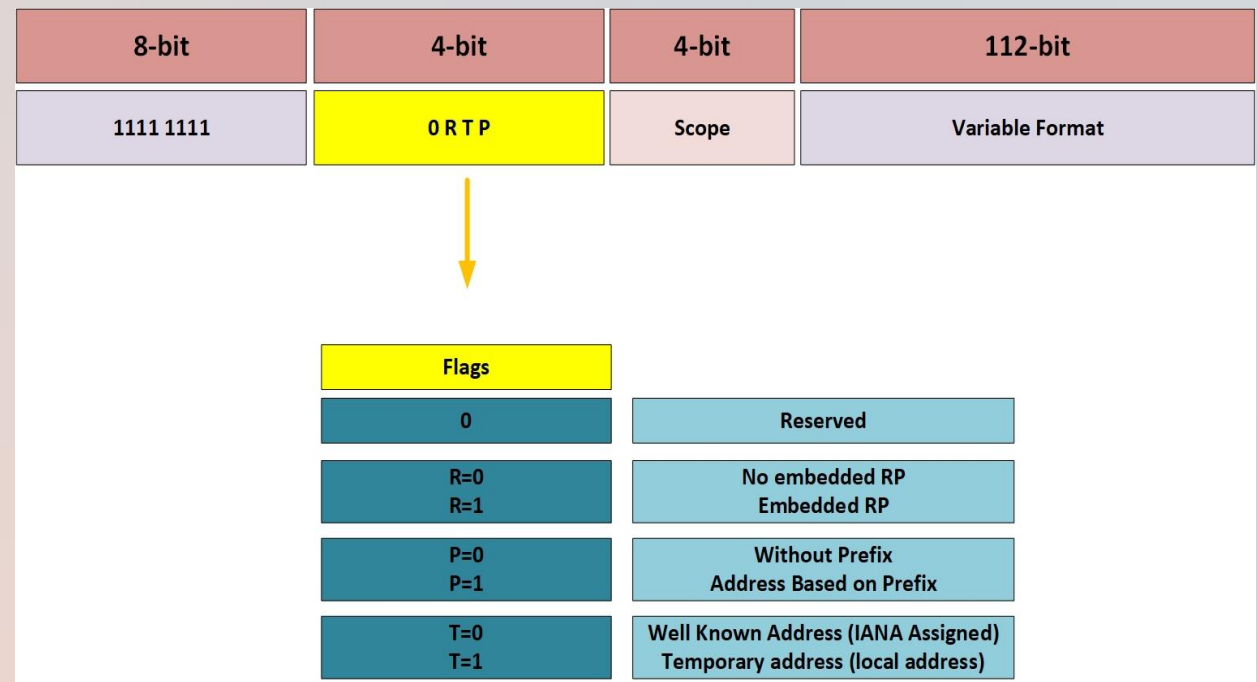 8-bit 4-bit 4-bit 112-bit
1111 1111 0 R T P Scope Variable Format
Flags
0 Reserved
R=0 No embedded RP
R=1 Embedded RP
P=0 Without Prefix
P=1 Address Based on Prefix
T=0 Well Known Address (IANA Assigned)
T=1 Temporary address (local address)